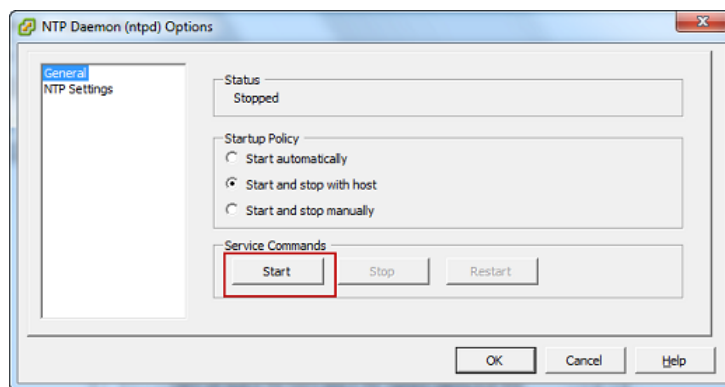 NTP Daemon (ntpd) Options
General
NTP Settings
Status
Stopped
Startup Policy
Start automatically
Start and stop with host
Start and stop manually
Service Commands
Start Stop Restart
OK Cancel Help